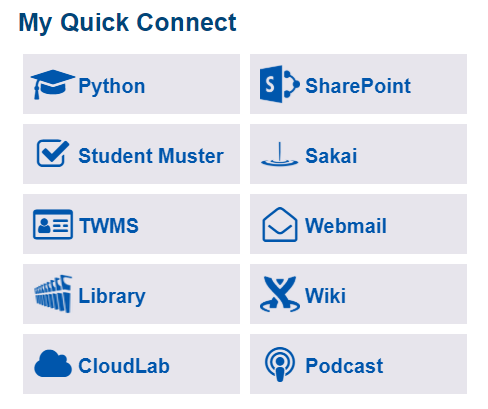 My Quick Connect
Python
SharePoint
Student Muster
Sakai
TWMS
Webmail
Library
Wiki
CloudLab
Podcast